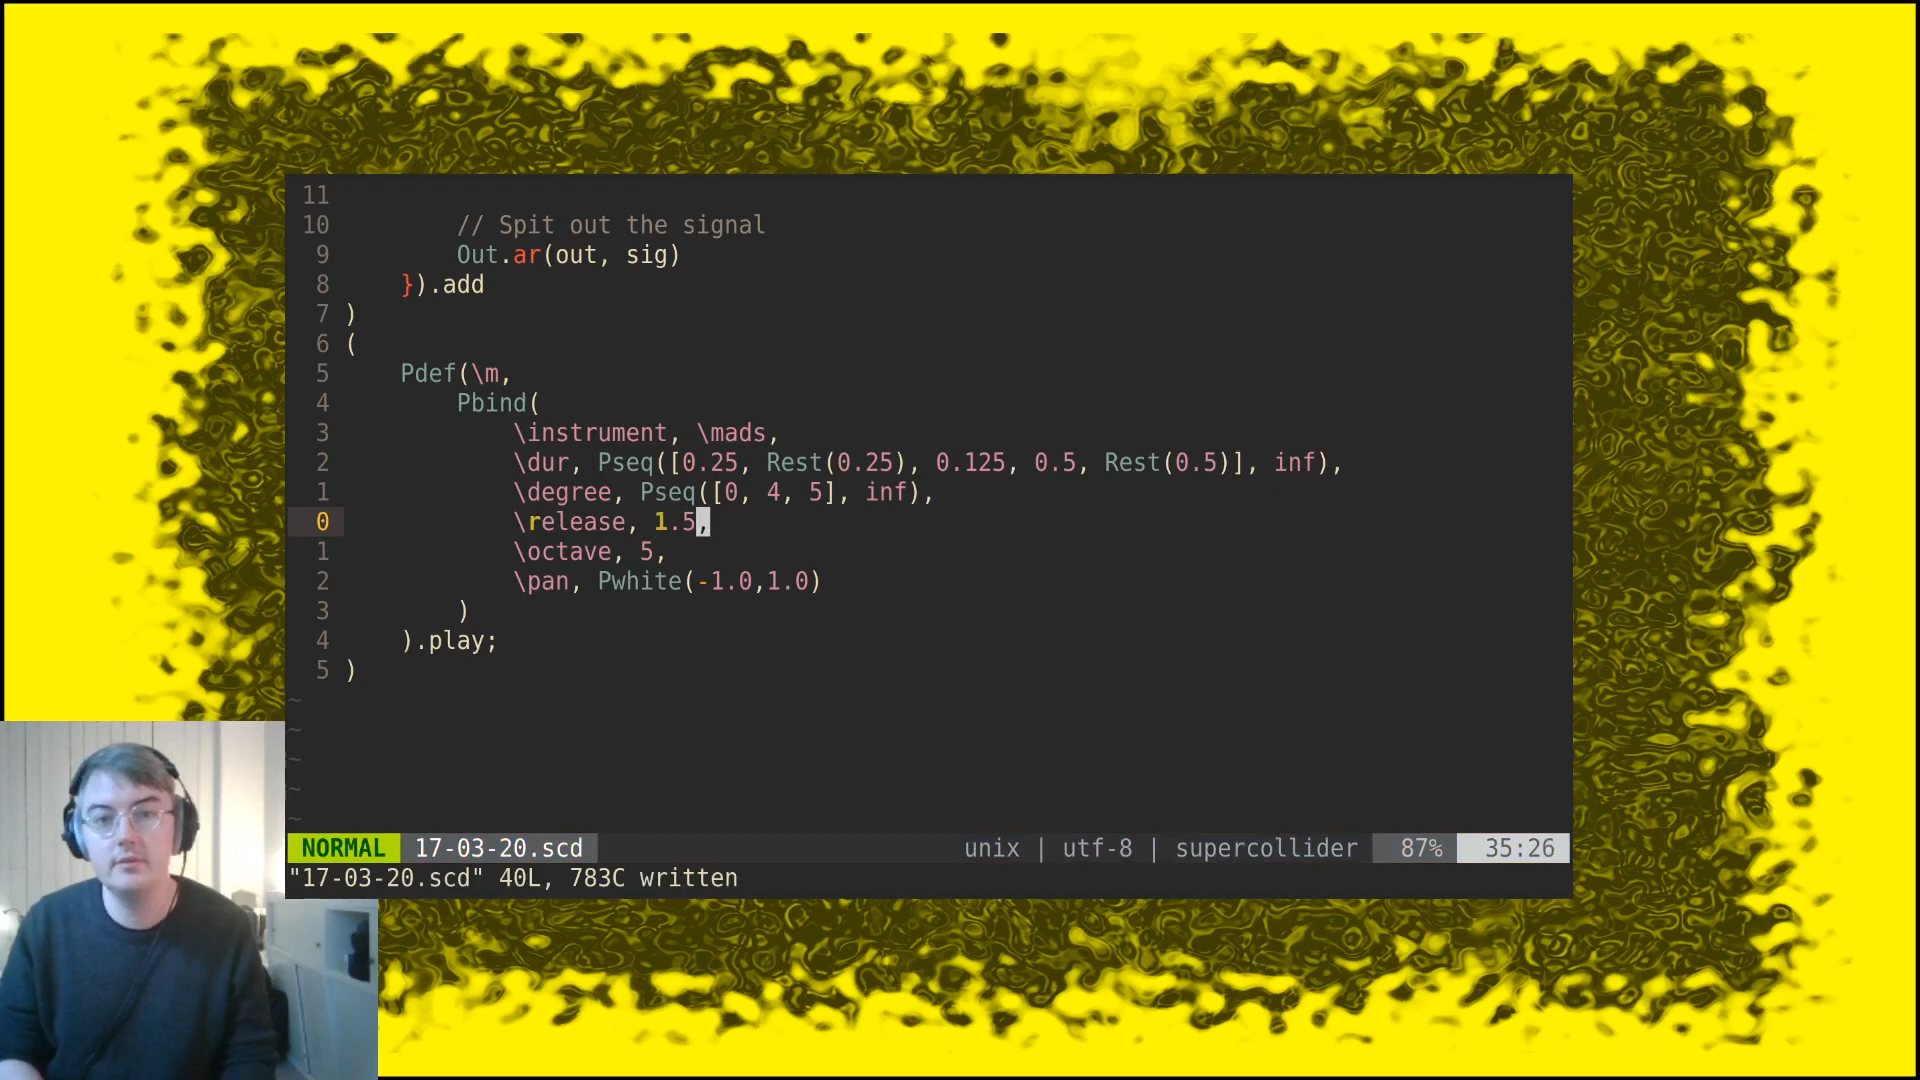 11
10 // Spit out the signal
9 Out.ar(out, sig)
8 }).add
7 )
6 (
5 Pdef(\m,
4 Pbind(
3 \instrument, \mads,
2 \dur, Pseq([0.25, Rest(0.25), 0.125, 0.5, Rest(0.5)], inf),
1 \degree, Pseq([0, 4, 5], inf),
0 \release, 1.5,
1 \octave, 5,
2 \pan, Pwhite(-1.0,1.0)
3 )
4 ).play;
5 )
~
~
~
~
~
NORMAL 17-03-20.scd unix | utf-8 | supercollider 87% 35:26
"17-03-20.scd" 40L, 783C written